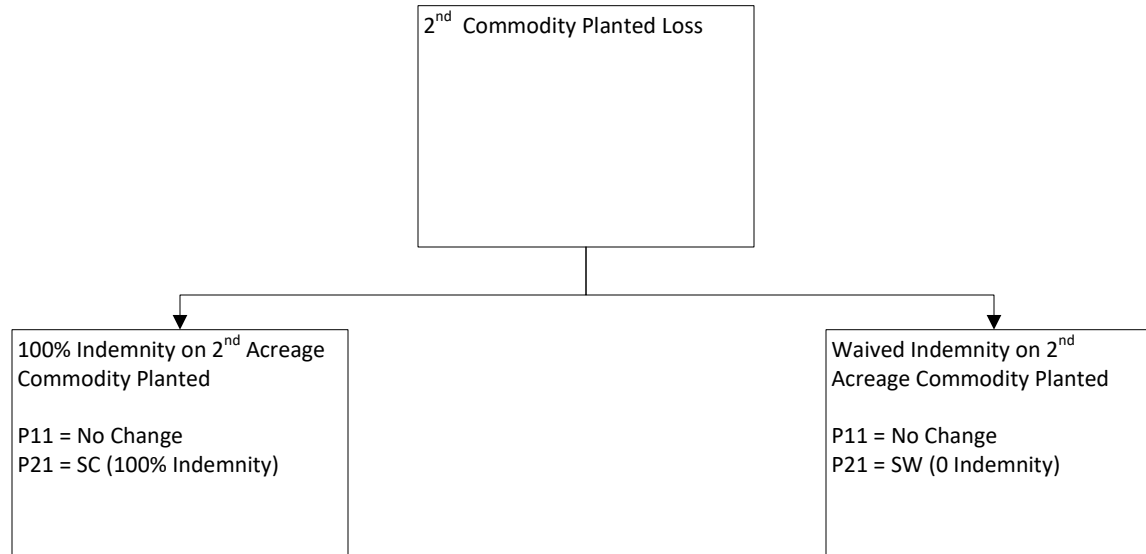 2nd Commodity Planted Loss
100% Indemnity on 2nd Acreage
Commodity Planted
P11 = No Change
P21 = SC (100% Indemnity)
Waived Indemnity on 2nd
Acreage Commodity Planted
P11 = No Change
P21 = SW (0 Indemnity)